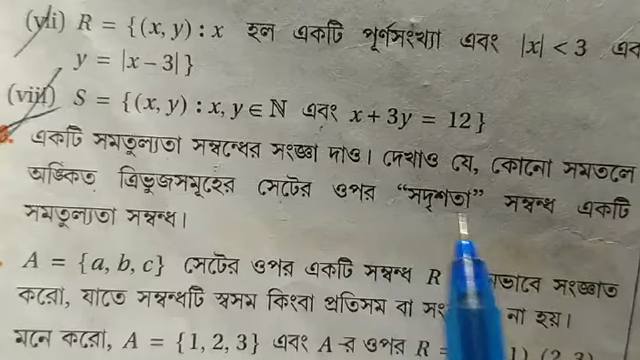 (vii) R = {(x, y) : x হল একটি পূর্ণসংখ্যা এবং |x| < 3 এব
y = |x − 3|}
(viii) S = {(x, y) : x, y ∈ N এবং x + 3y = 12}
একটি সমতুল্যতা সম্বন্ধের সংজ্ঞা দাও। দেখাও যে, কোনো সমতলে
অঙ্কিত ত্রিভুজসমূহের সেটের ওপর “সদৃশতা” সম্বন্ধ একটি
সমতুল্যতা সম্বন্ধ।
A = {a, b, c} সেটের ওপর একটি সম্বন্ধ R সংজ্ঞাত
করো, যাতে সম্বন্ধটি স্বসম কিংবা প্রতিসম বা না হয়।
মনে করো, A = {1, 2, 3} এবং A-র ওপর R =